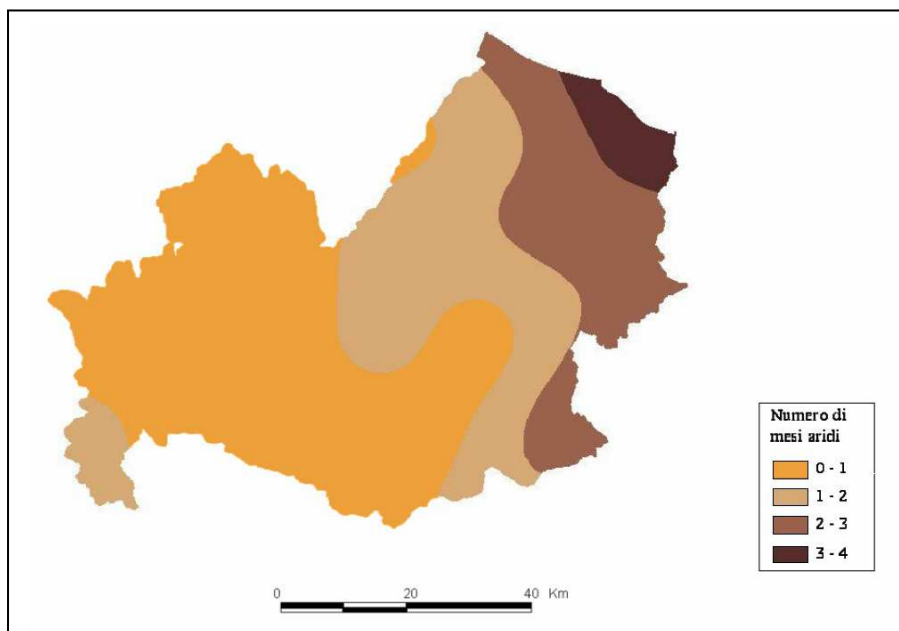 Numero di
mesi aridi
0 - 1
1 - 2
2 - 3
3 - 4
0 20 40 Km